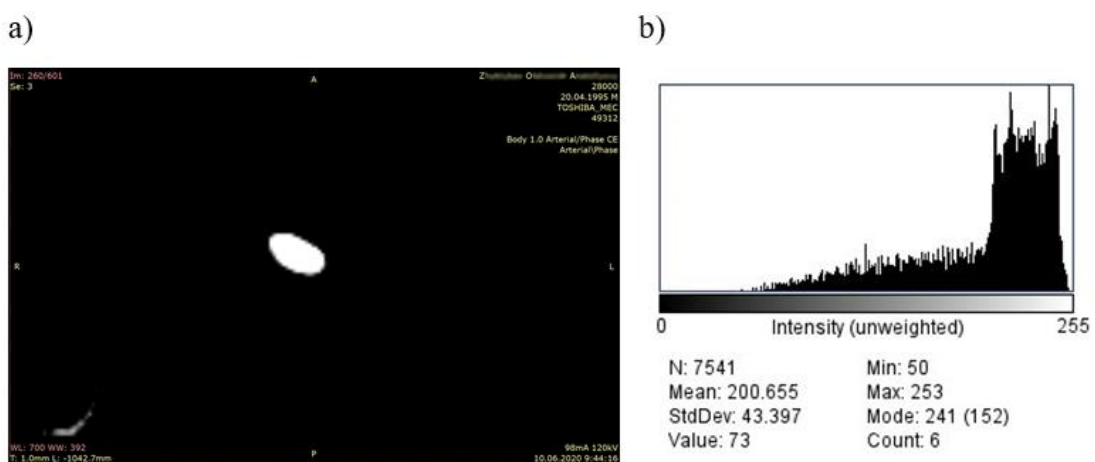 a)
b)
Im: 260/601
Se: 3
A
28000
20.04.1995 M
TOSHIBA_MEC
49312
Body 1.0 Arterial/Phase CE
Arterial\Phase
R
L
WL: 700 WW: 392
T: 1.0mm L: -1042.7mm
P
98mA 120kV
10.06.2020 9:44:16
0
Intensity (unweighted)
255
N: 7541
Min: 50
Mean: 200.655
Max: 253
StdDev: 43.397
Mode: 241 (152)
Value: 73
Count: 6